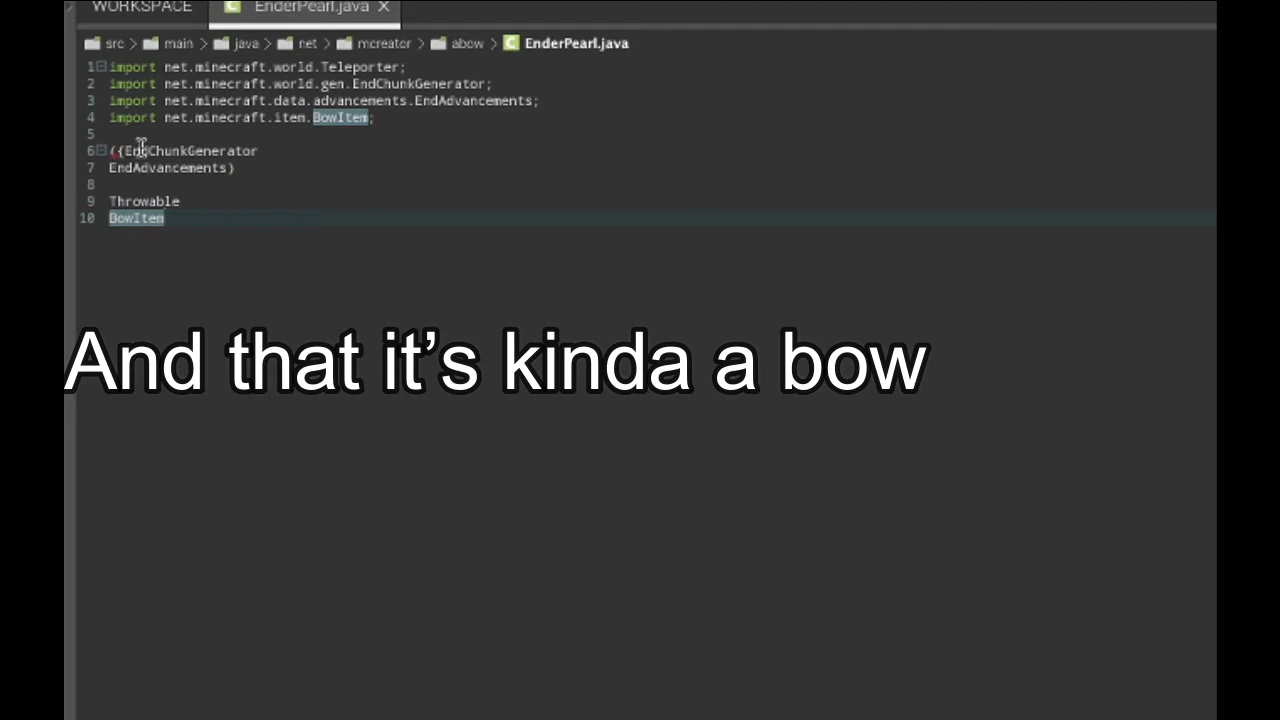 WORKSPACE EnderPearl.java
src > main > java > net > mcreator > abow > EnderPearl.java
1 import net.minecraft.world.Teleporter;
2 import net.minecraft.world.gen.EndChunkGenerator;
3 import net.minecraft.data.advancements.EndAdvancements;
4 import net.minecraft.item.BowItem;
5
6 ({EndChunkGenerator
7 EndAdvancements)
8
9 Throwable
10 BowItem
And that it’s kinda a bow